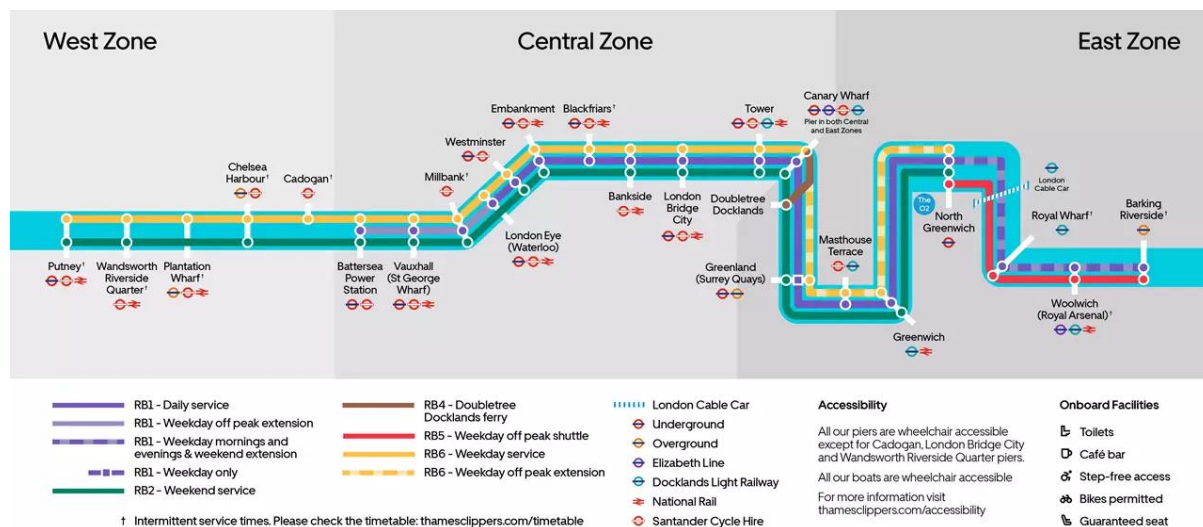 West Zone
Central Zone
East Zone
Embankment
Blackfriars†
Tower
Canary Wharf
Pier in both Central
and East Zones
Westminster
Chelsea
Harbour†
Cadogan†
Millbank†
London
Cable Car
Bankside
London
Bridge
City
Doubletree
Docklands
The
O2
North
Greenwich
Royal Wharf†
Barking
Riverside†
London Eye
(Waterloo)
Masthouse
Terrace
Putney†
Wandsworth
Riverside
Quarter†
Plantation
Wharf†
Battersea
Power
Station
Vauxhall
(St George
Wharf)
Greenland
(Surrey Quays)
Woolwich
(Royal Arsenal)†
Greenwich
RB1 - Daily service
RB1 - Weekday off peak extension
RB1 - Weekday mornings and
evenings & weekend extension
RB1 - Weekday only
RB2 - Weekend service
RB4 - Doubletree
Docklands ferry
RB5 - Weekday off peak shuttle
RB6 - Weekday service
RB6 - Weekday off peak extension
† Intermittent service times. Please check the timetable: thamesclippers.com/timetable
London Cable Car
Underground
Overground
Elizabeth Line
Docklands Light Railway
National Rail
Santander Cycle Hire
Accessibility
All our piers are wheelchair accessible
except for Cadogan, London Bridge City
and Wandsworth Riverside Quarter piers.
All our boats are wheelchair accessible
For more information visit
thamesclippers.com/accessibility
Onboard Facilities
Toilets
Café bar
Step-free access
Bikes permitted
Guaranteed seat